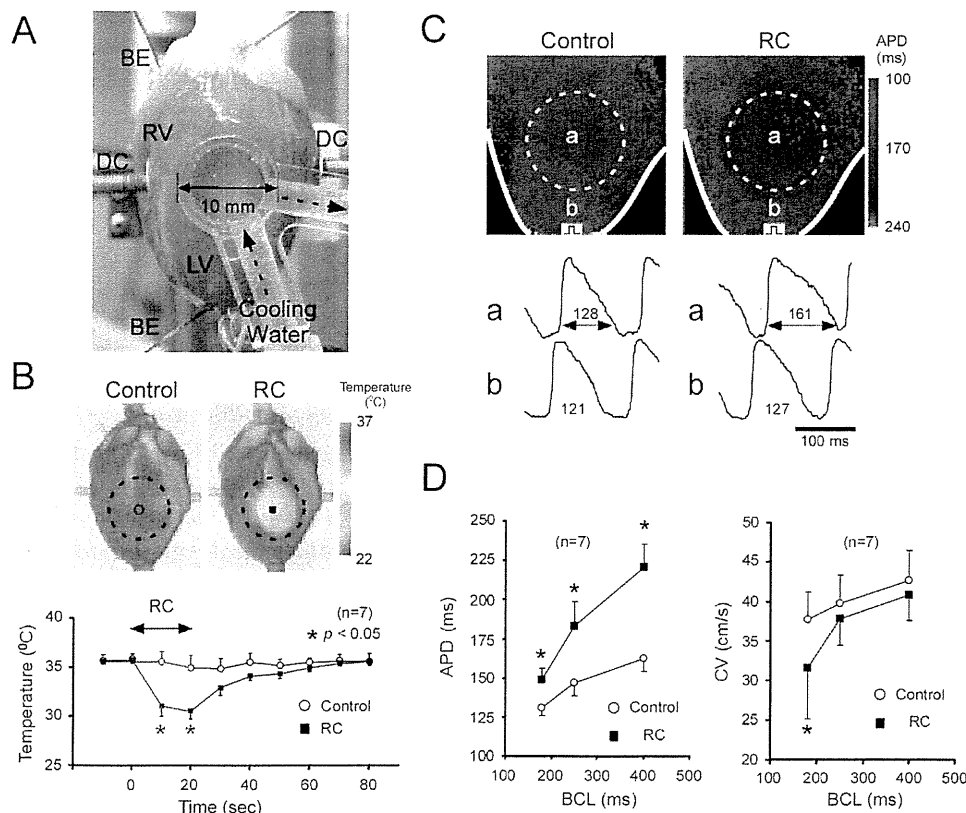 A
BE
RV
DC
DC
10 mm
LV
BE
Cooling
Water
B
Control
RC
Temperature
(⁰C)
37
22
RC
(n=7)
* p < 0.05
Temperature (⁰C)
40
35
30
25
* *
Control
RC
0 20 40 60 80
Time (sec)
C
Control
RC
APD
(ms)
100
170
240
a
b
a
b
a
128
a
161
b
121
b
127
100 ms
D
(n=7)
APD (ms)
250
225
200
175
150
125
100
*
*
*
Control
RC
100 200 300 400 500
BCL (ms)
(n=7)
CV (cm/s)
50
45
40
35
30
25
20
*
Control
RC
100 200 300 400 500
BCL (ms)